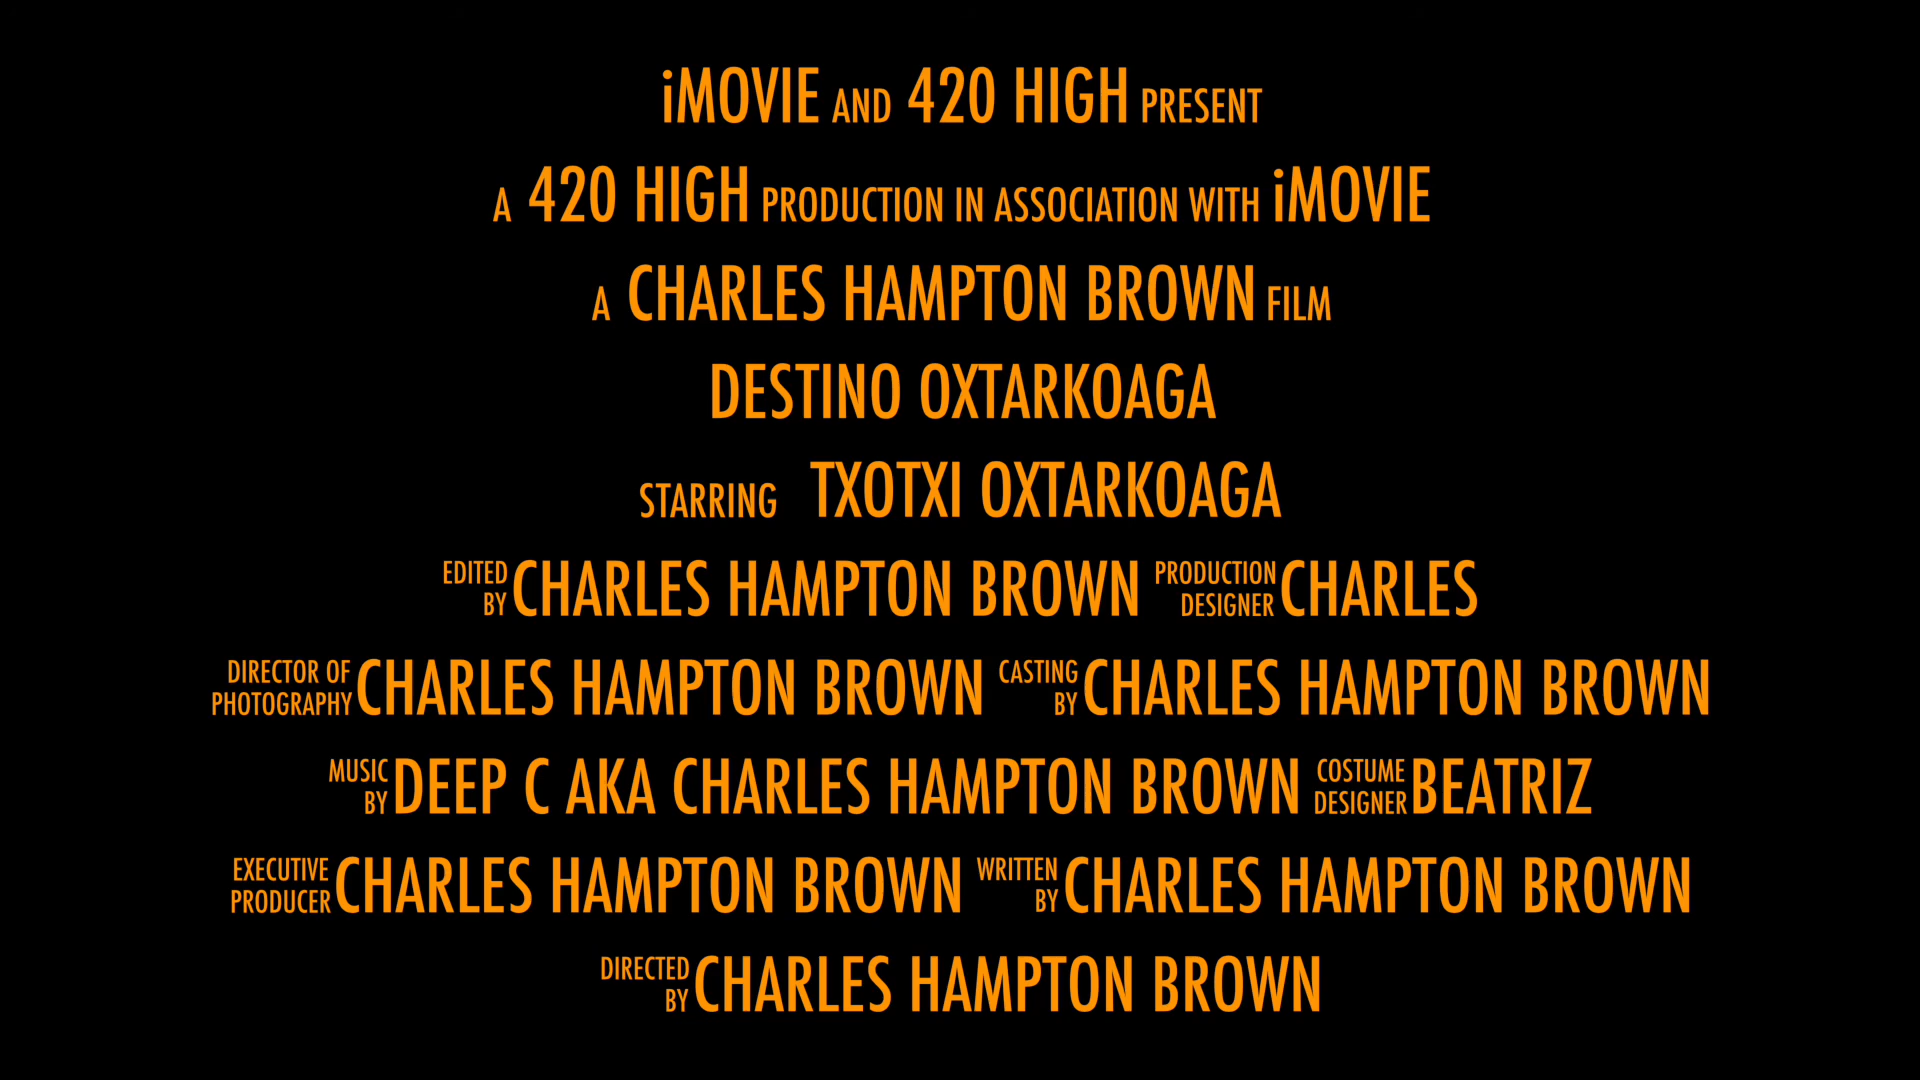 iMOVIE AND 420 HIGH PRESENT
A 420 HIGH PRODUCTION IN ASSOCIATION WITH iMOVIE
A CHARLES HAMPTON BROWN FILM
DESTINO OXTARKOAGA
STARRING TXOTXI OXTARKOAGA
EDITED BY CHARLES HAMPTON BROWN PRODUCTION DESIGNER CHARLES
DIRECTOR OF PHOTOGRAPHY CHARLES HAMPTON BROWN CASTING BY CHARLES HAMPTON BROWN
MUSIC BY DEEP C AKA CHARLES HAMPTON BROWN COSTUME DESIGNER BEATRIZ
EXECUTIVE PRODUCER CHARLES HAMPTON BROWN WRITTEN BY CHARLES HAMPTON BROWN
DIRECTED BY CHARLES HAMPTON BROWN